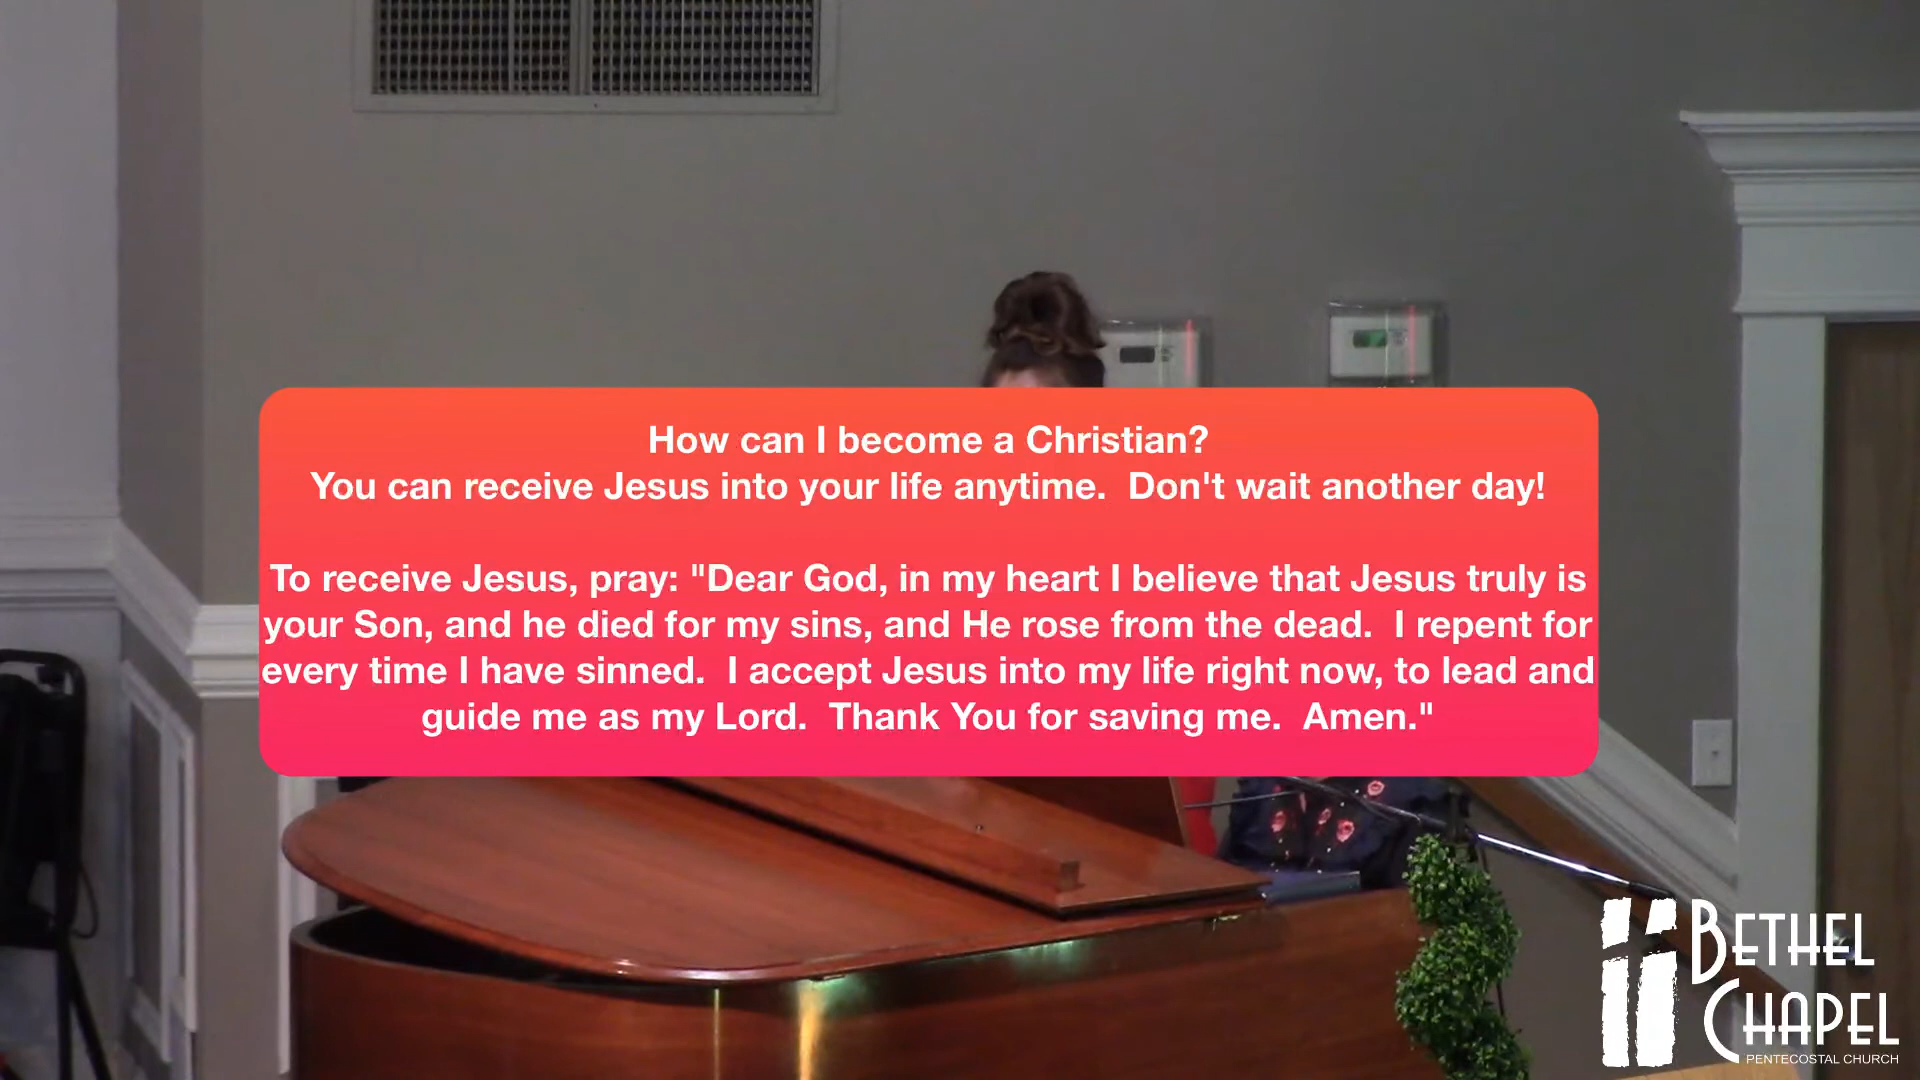 How can I become a Christian?
You can receive Jesus into your life anytime.  Don't wait another day!
To receive Jesus, pray: "Dear God, in my heart I believe that Jesus truly is
your Son, and he died for my sins, and He rose from the dead.  I repent for
every time I have sinned.  I accept Jesus into my life right now, to lead and
guide me as my Lord.  Thank You for saving me.  Amen."
BETHEL
CHAPEL
PENTECOSTAL CHURCH